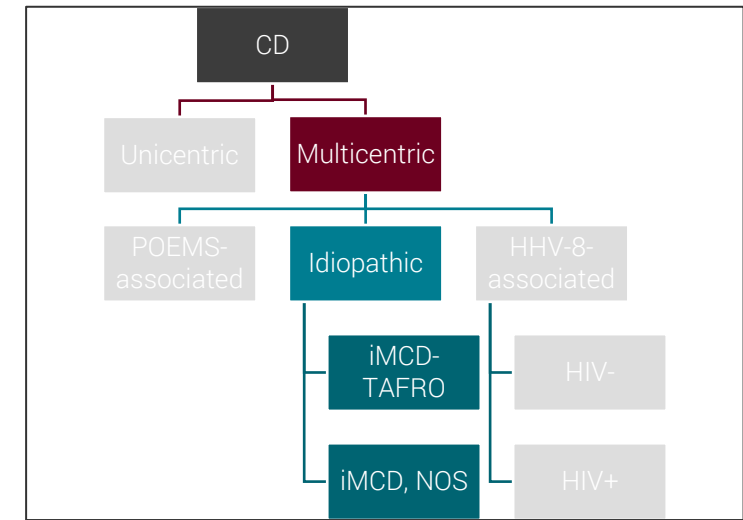 CD
Unicentric
Multicentric
POEMS-
associated
Idiopathic
HHV-8-
associated
iMCD-
TAFRO
HIV-
iMCD, NOS
HIV+